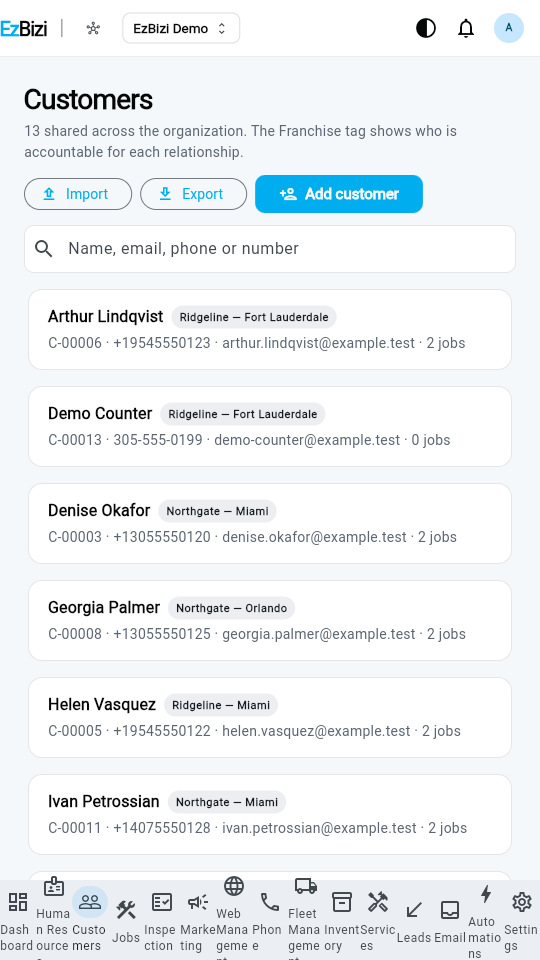 EzBizi
EzBizi Demo
A
Customers
13 shared across the organization. The Franchise tag shows who is
accountable for each relationship.
Import
Export
Add customer
Name, email, phone or number
Arthur Lindqvist Ridgeline — Fort Lauderdale
C-00006 · +19545550123 · arthur.lindqvist@example.test · 2 jobs
Demo Counter Ridgeline — Fort Lauderdale
C-00013 · 305-555-0199 · demo-counter@example.test · 0 jobs
Denise Okafor Northgate — Miami
C-00003 · +13055550120 · denise.okafor@example.test · 2 jobs
Georgia Palmer Northgate — Orlando
C-00008 · +13055550125 · georgia.palmer@example.test · 2 jobs
Helen Vasquez Ridgeline — Miami
C-00005 · +19545550122 · helen.vasquez@example.test · 2 jobs
Ivan Petrossian Northgate — Miami
C-00011 · +14075550128 · ivan.petrossian@example.test · 2 jobs
Dash
board
Huma
n Res
ource
Custo
mers
Jobs
Inspe
ction
Marke
ting
Web
Mana
geme
nt
Phon
e
Fleet
Mana
geme
nt
Invent
ory
Servic
es
Leads
Email
Auto
matio
ns
Settin
gs